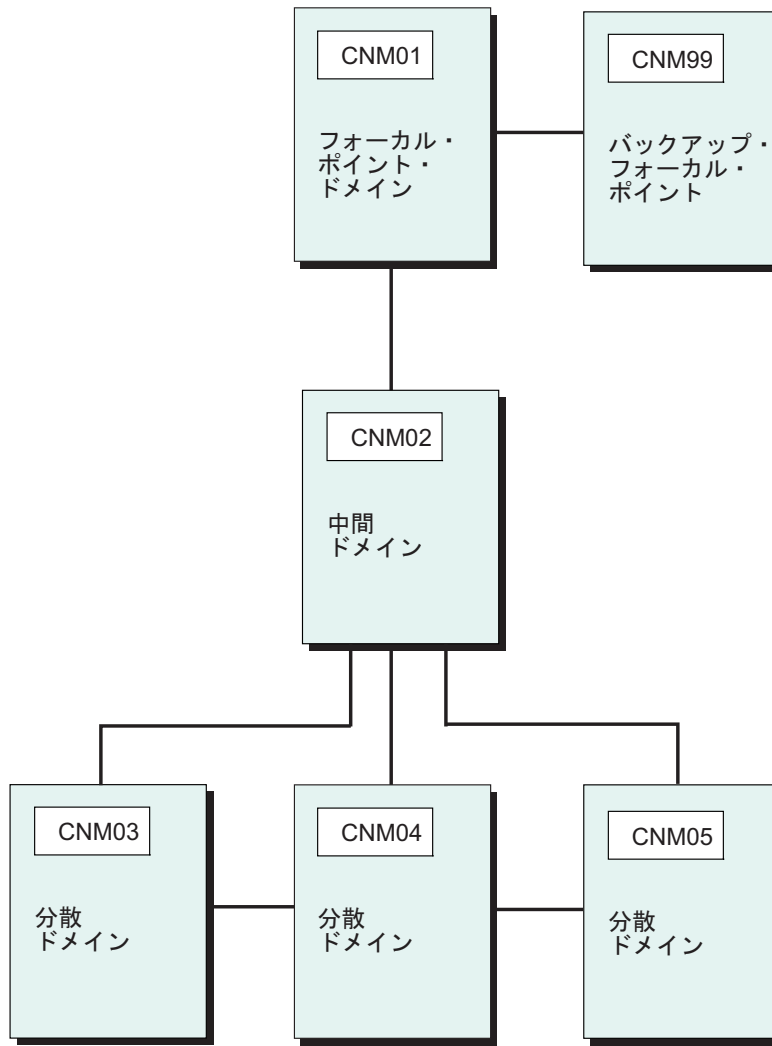 CNM01
フォーカル・
ポイント・
ドメイン
CNM99
バックアップ・
フォーカル・
ポイント
CNM02
中間
ドメイン
CNM03
分散
ドメイン
CNM04
分散
ドメイン
CNM05
分散
ドメイン